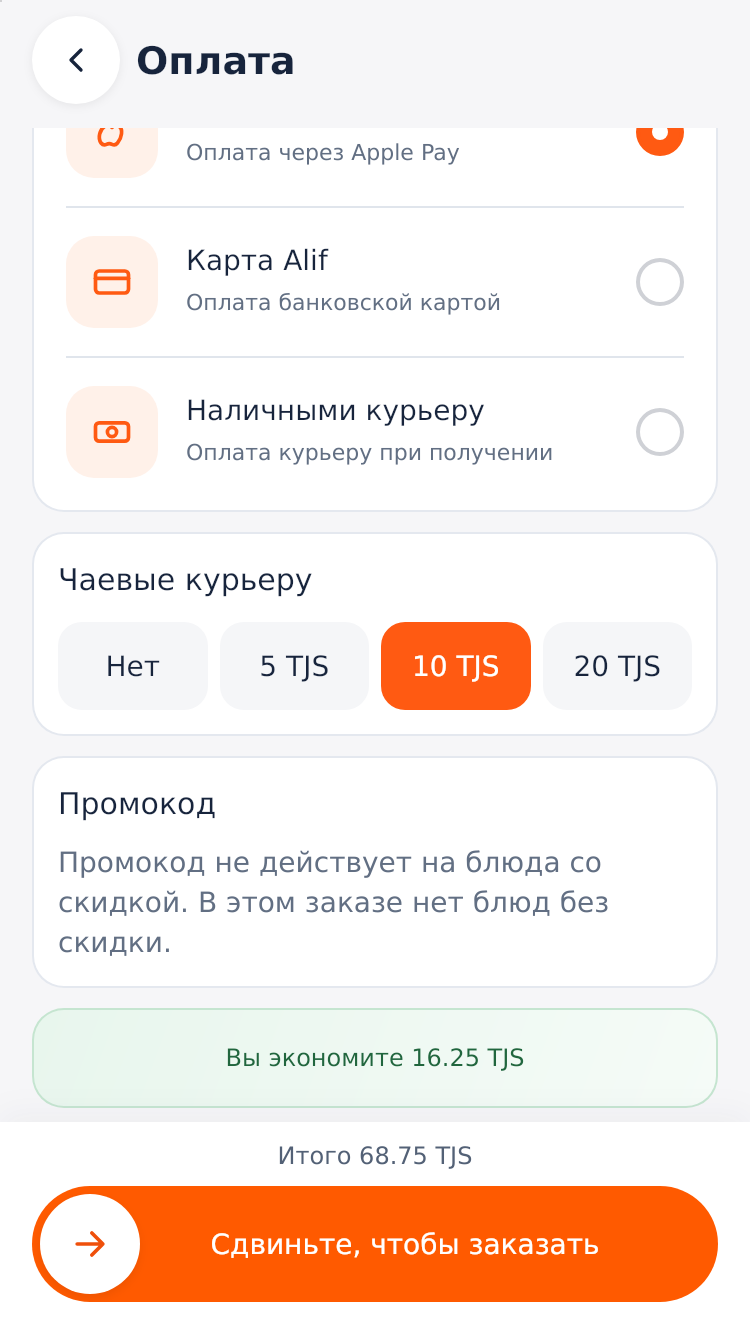 Оплата
Оплата через Apple Pay
Карта Alif
Оплата банковской картой
Наличными курьеру
Оплата курьеру при получении
Чаевые курьеру
Нет
5 TJS
10 TJS
20 TJS
Промокод
Промокод не действует на блюда со
скидкой. В этом заказе нет блюд без
скидки.
Вы экономите 16.25 TJS
Итого 68.75 TJS
Сдвиньте, чтобы заказать